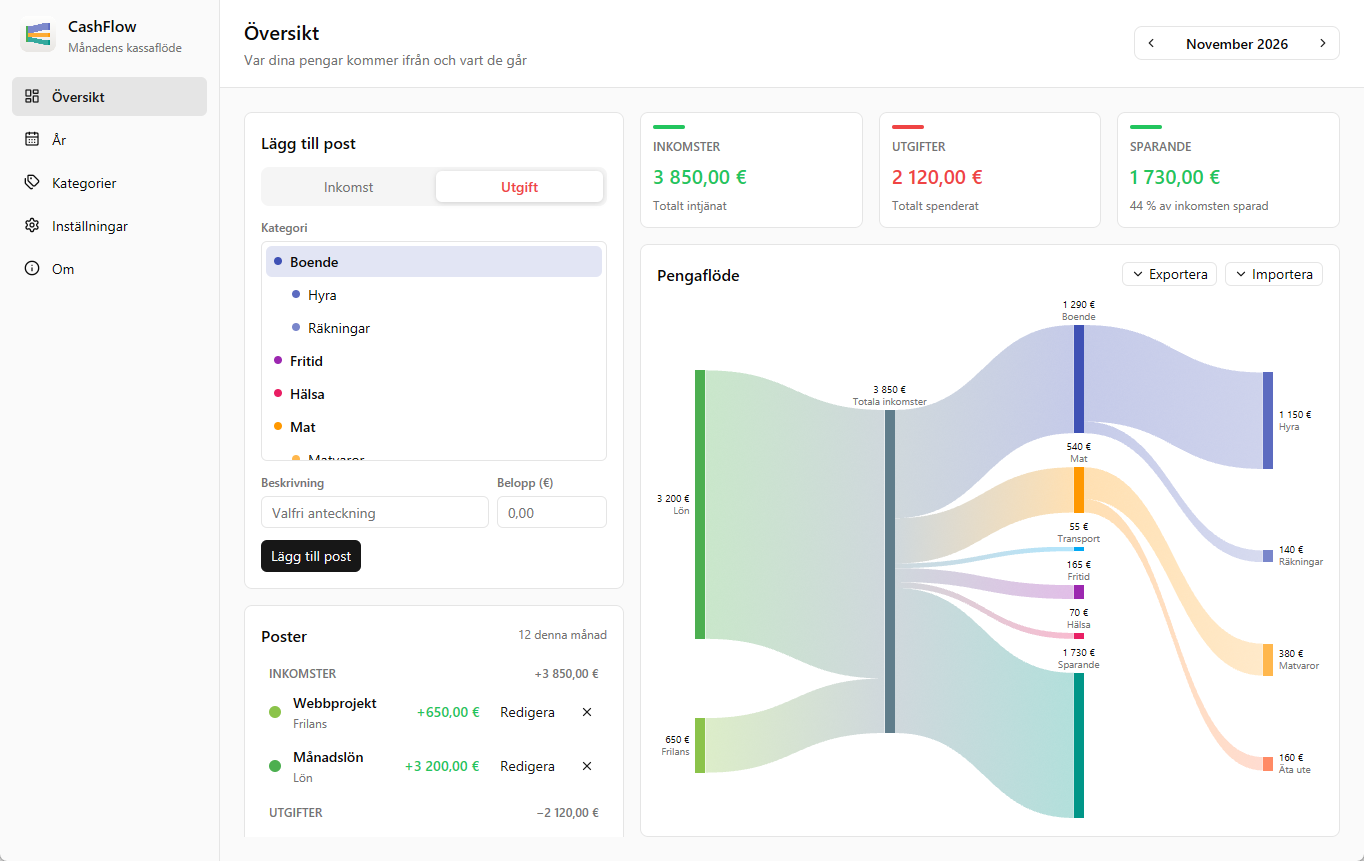 CashFlow
Månadens kassaflöde
Översikt
År
Kategorier
Inställningar
Om
Översikt
Var dina pengar kommer ifrån och vart de går
November 2026
Lägg till post
Inkomst
Utgift
Kategori
Boende
Hyra
Räkningar
Fritid
Hälsa
Mat
Matvaror
Beskrivning
Belopp (€)
Valfri anteckning
0,00
Lägg till post
Poster
12 denna månad
INKOMSTER
+3 850,00 €
Webbprojekt
Frilans
+650,00 €
Redigera
Månadslön
Lön
+3 200,00 €
Redigera
UTGIFTER
−2 120,00 €
INKOMSTER
3 850,00 €
Totalt intjänat
UTGIFTER
2 120,00 €
Totalt spenderat
SPARANDE
1 730,00 €
44 % av inkomsten sparad
Pengaflöde
Exportera
Importera
3 200 €
Lön
650 €
Frilans
3 850 €
Totala inkomster
1 290 €
Boende
540 €
Mat
55 €
Transport
165 €
Fritid
70 €
Hälsa
1 730 €
Sparande
1 150 €
Hyra
140 €
Räkningar
380 €
Matvaror
160 €
Äta ute